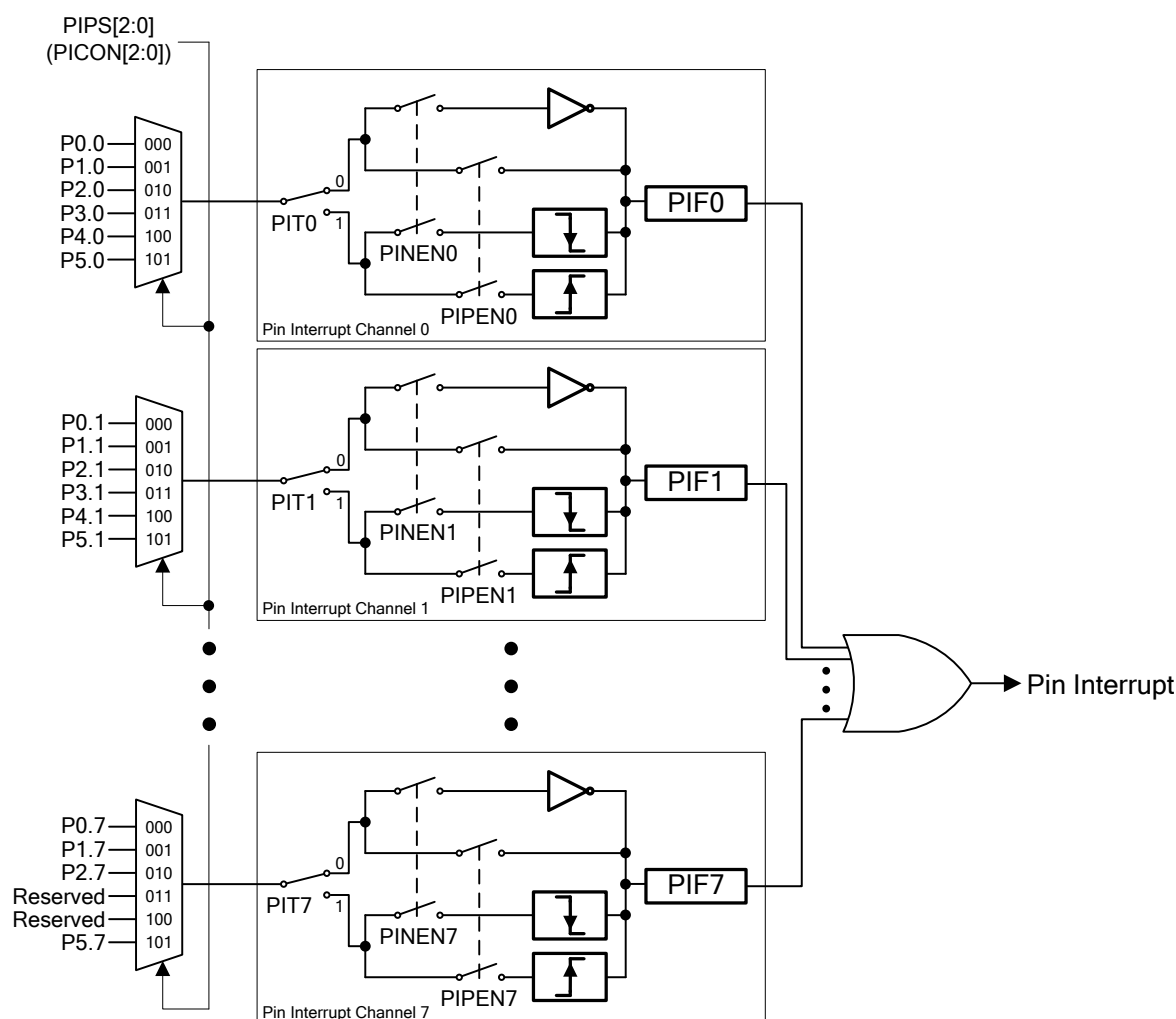 PIPS[2:0]
(PICON[2:0])
P0.0
000
P1.0
001
P2.0
010
P3.0
011
P4.0
100
P5.0
101
PIT0
0
1
PINEN0
PIPEN0
PIF0
Pin Interrupt Channel 0
P0.1
000
P1.1
001
P2.1
010
P3.1
011
P4.1
100
P5.1
101
PIT1
0
1
PINEN1
PIPEN1
PIF1
Pin Interrupt Channel 1
Pin Interrupt
P0.7
000
P1.7
001
P2.7
010
Reserved
011
Reserved
100
P5.7
101
PIT7
0
1
PINEN7
PIPEN7
PIF7
Pin Interrupt Channel 7